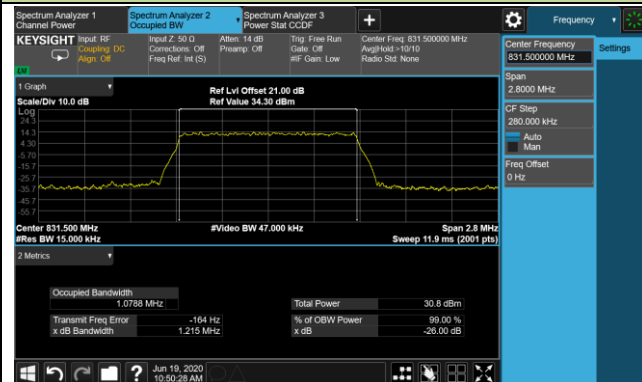 Spectrum Analyzer 1
Channel Power
Spectrum Analyzer 2
Occupied BW
Spectrum Analyzer 3
Power Stat CCDF
+
Frequency
KEYSIGHT
Input: RF
Coupling: DC
Align: Off
Input Z: 50 Ω
Corrections: Off
Freq Ref: Int (S)
Atten: 14 dB
Preamp: Off
Trig: Free Run
Gate: Off
#IF Gain: Low
Center Freq: 831.500000 MHz
Avg|Hold:>10/10
Radio Std: None
Center Frequency
831.500000 MHz
Settings
Span
2.8000 MHz
CF Step
280.000 kHz
Auto
Man
Freq Offset
0 Hz
1 Graph
Scale/Div 10.0 dB
Ref Lvl Offset 21.00 dB
Ref Value 34.30 dBm
Log
24.3
14.3
4.30
-5.70
-15.7
-25.7
-35.7
-45.7
-55.7
Center 831.500 MHz
#Res BW 15.000 kHz
#Video BW 47.000 kHz
Span 2.8 MHz
Sweep 11.9 ms (2001 pts)
2 Metrics
Occupied Bandwidth
1.0788 MHz
Total Power 30.8 dBm
Transmit Freq Error -164 Hz
% of OBW Power 99.00 %
x dB Bandwidth 1.215 MHz
x dB -26.00 dB
?
Jun 19, 2020
10:50:28 AM